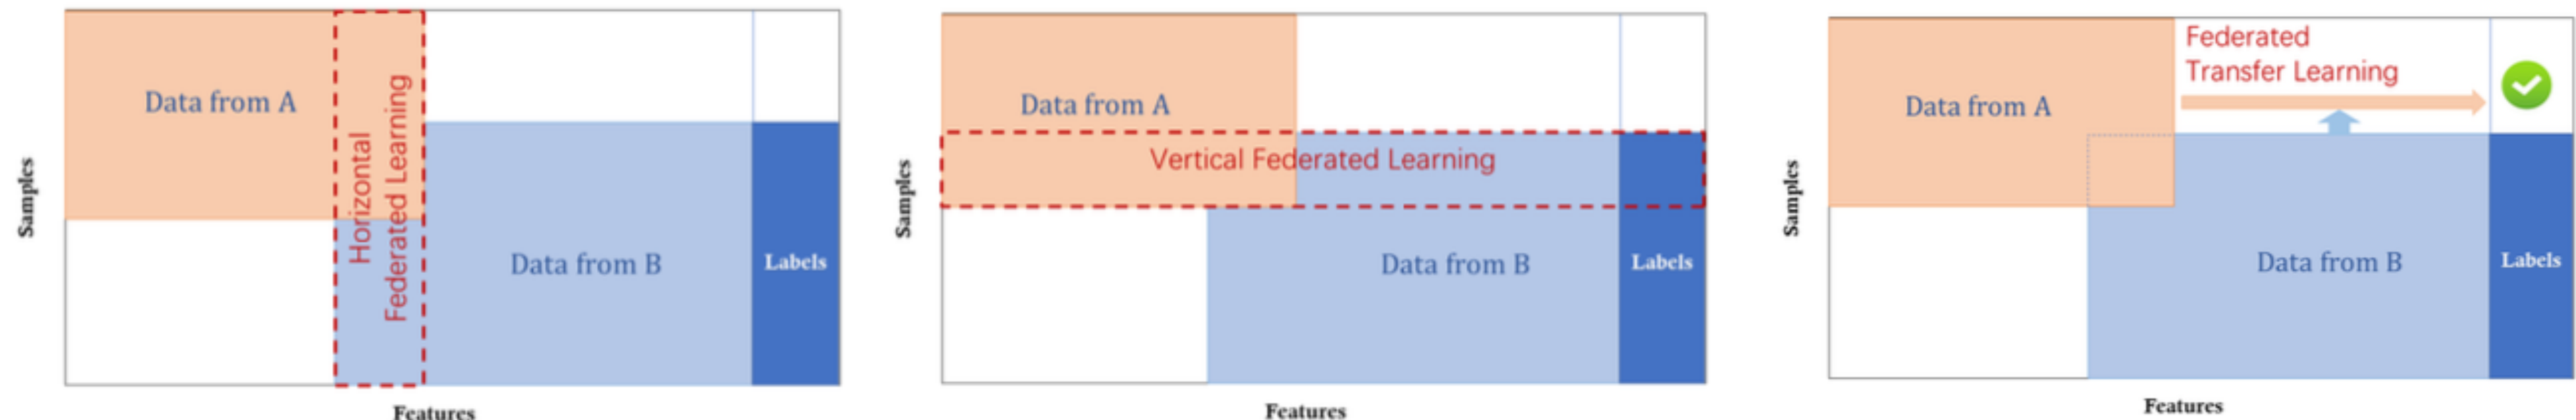 Samples
Data from A
Horizontal
Federated Learning
Data from B
Labels
Features
Samples
Data from A
Vertical Federated Learning
Data from B
Labels
Features
Samples
Data from A
Federated
Transfer Learning
Data from B
Labels
Features